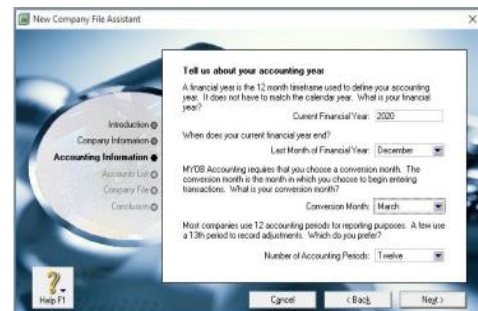 New Company File Assistant
Introduction
Company Information
Accounting Information
Accounts List
Company File
Conclusion
Help F1
Tell us about your accounting year
A financial year is the 12 month timeframe used to define your accounting
year. It does not have to match the calendar year. What is your financial
year?
Current Financial Year: 2020
When does your current financial year end?
Last Month of Financial Year: December
MYOB Accounting requires that you choose a conversion month. The
conversion month is the month in which you choose to begin entering
transactions. What is your conversion month?
Conversion Month: March
Most companies use 12 accounting periods for reporting purposes. A few use
a 13th period to record adjustments. Which do you prefer?
Number of Accounting Periods: Twelve
Cancel
< Back
Next >